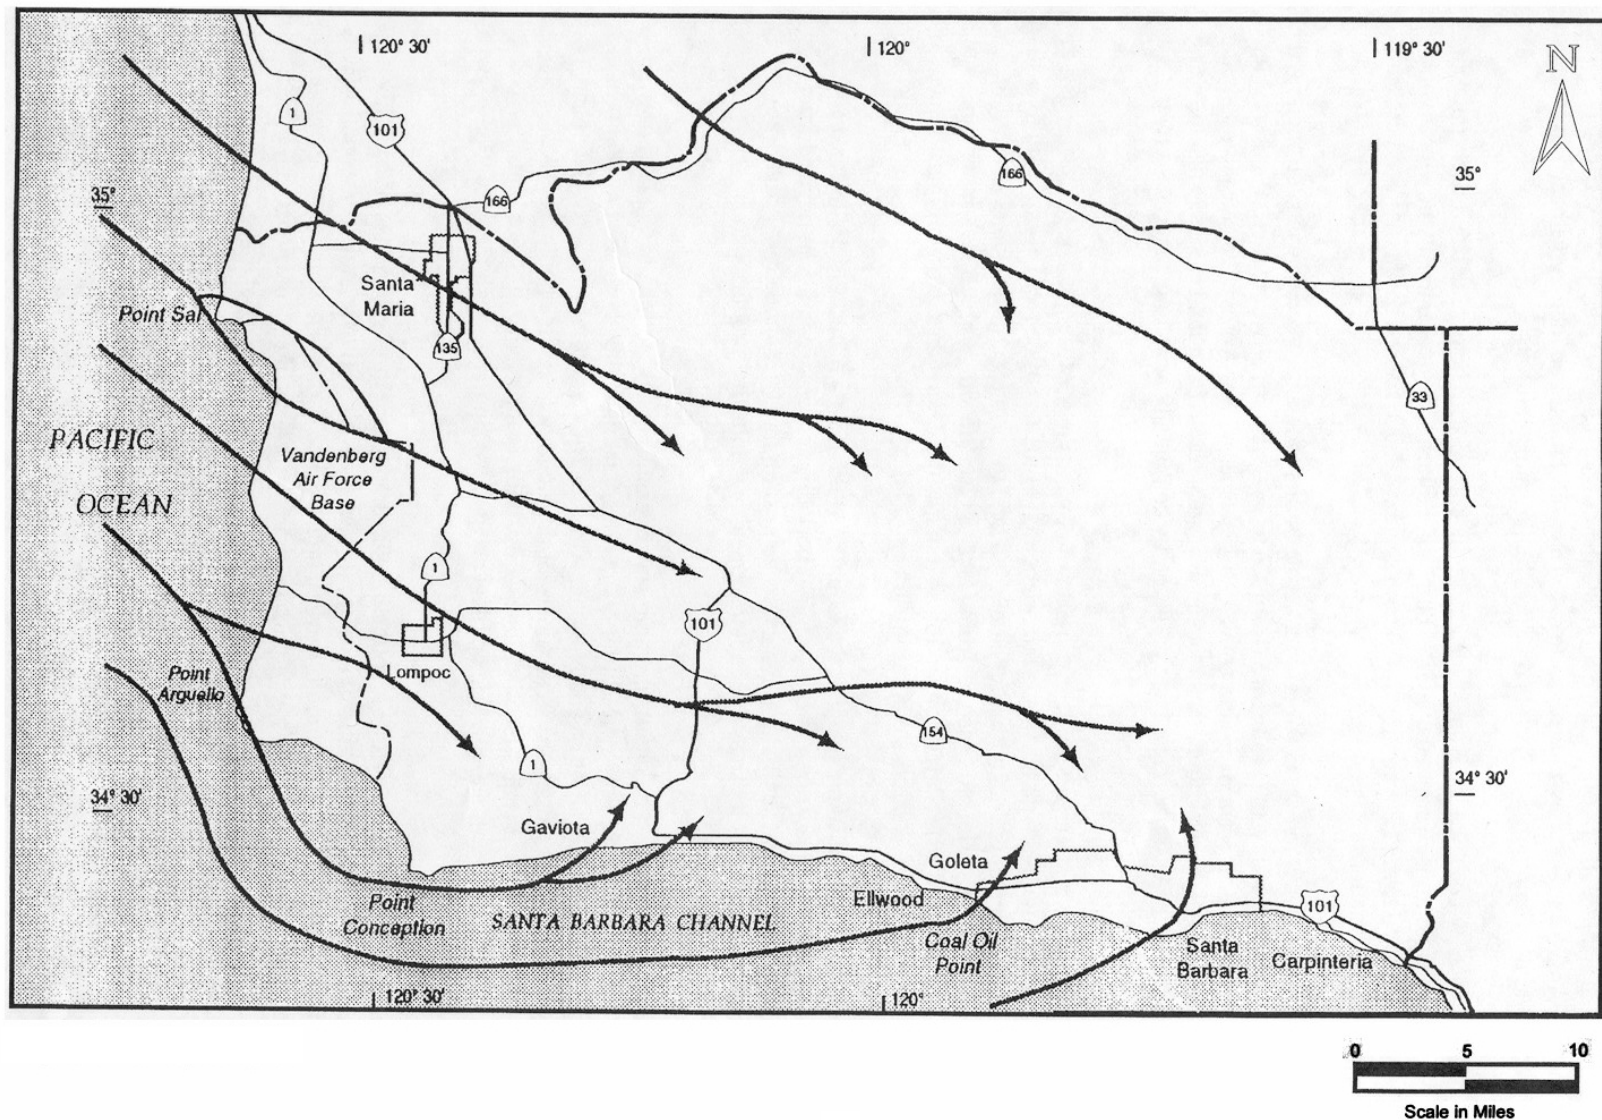 120° 30'
120°
119° 30'
N
1
101
166
166
35°
35°
Santa
Maria
Point Sal
135
33
PACIFIC
OCEAN
Vandenberg
Air Force
Base
1
101
Lompoc
Point
Arguello
154
1
34° 30'
34° 30'
Gaviota
Goleta
Ellwood
Point
Conception
SANTA BARBARA CHANNEL
101
Coal Oil
Point
Santa
Barbara
Carpinteria
120° 30'
120°
0 5 10
Scale in Miles